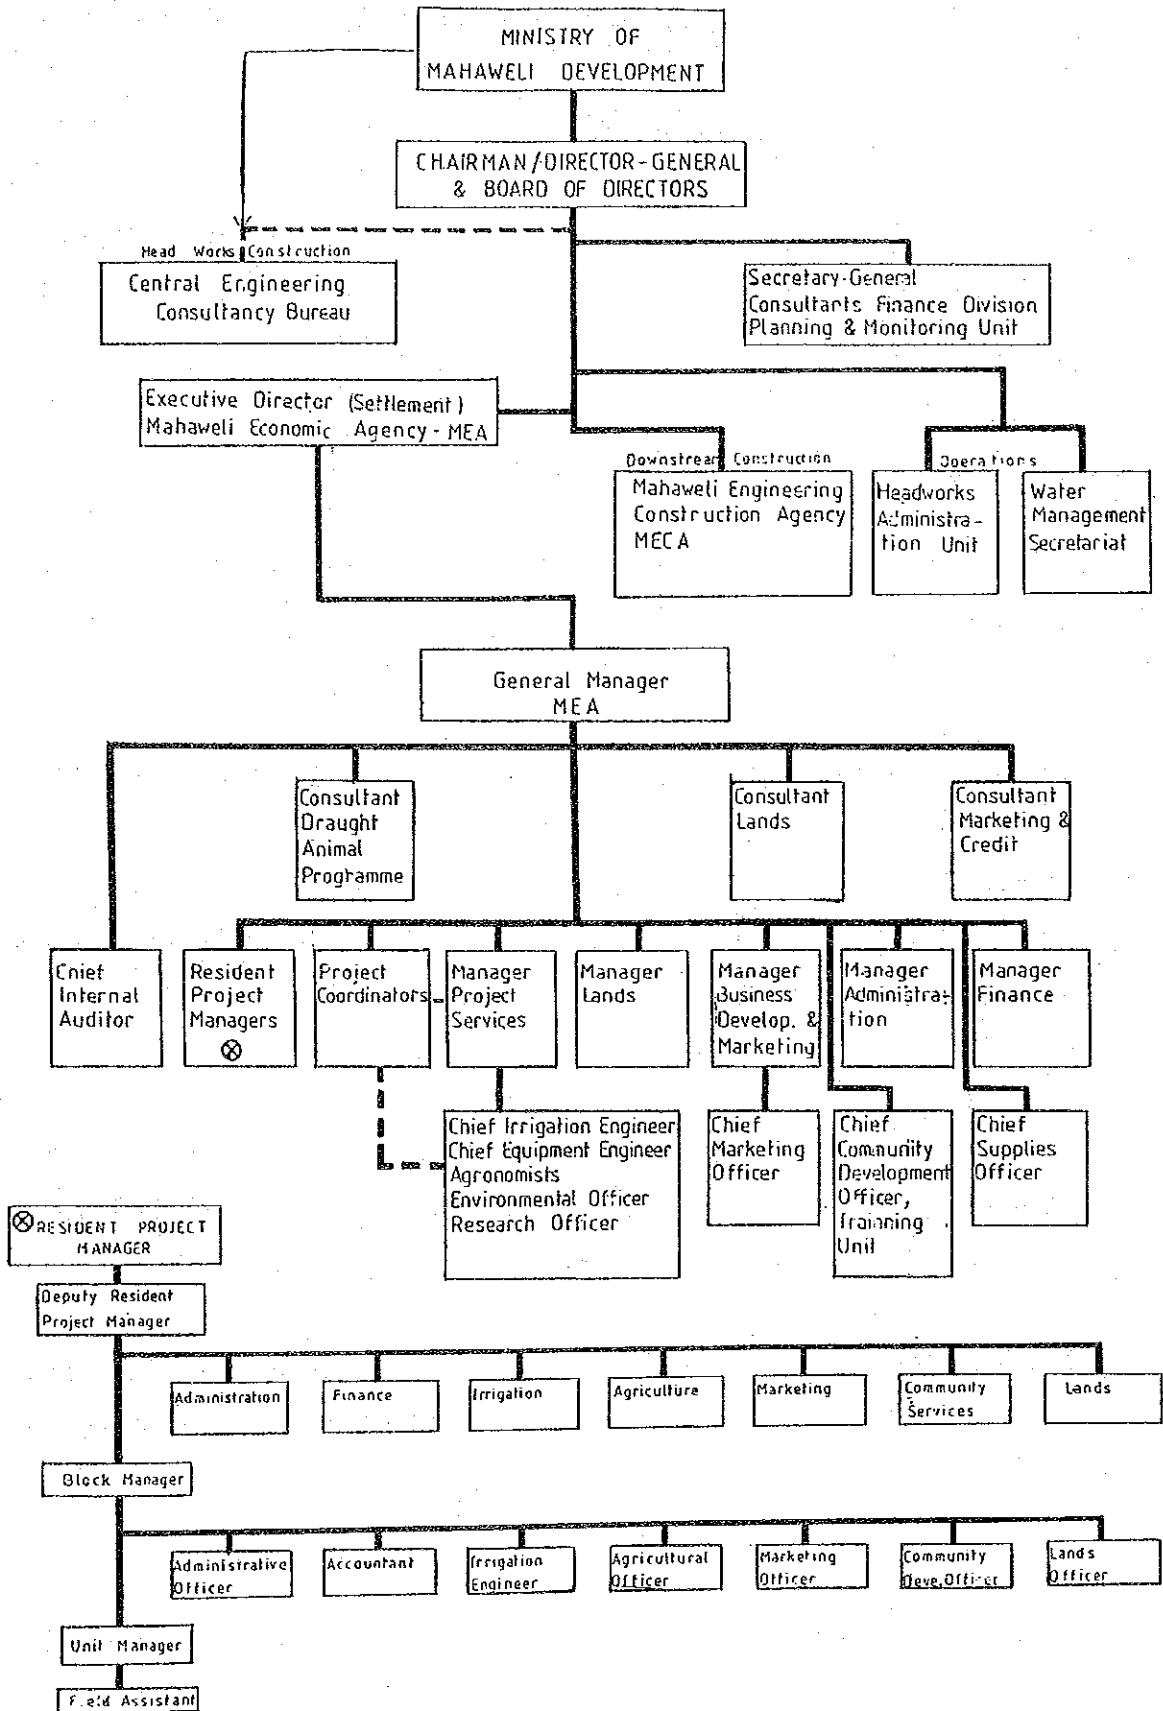 MINISTRY OF
MAHAWELI DEVELOPMENT
CHAIRMAN/DIRECTOR-GENERAL
& BOARD OF DIRECTORS
Head Works Construction
Central Engineering
Consultancy Bureau
Secretary-General
Consultants Finance Division
Planning & Monitoring Unit
Executive Director (Settlement)
Mahaweli Economic Agency - MEA
Downstream Construction
Mahaweli Engineering
Construction Agency
MECA
Operations
Headworks
Administra-
tion Unit
Water
Management
Secretariat
General Manager
MEA
Consultant
Draught
Animal
Programme
Consultant
Lands
Consultant
Marketing &
Credit
Chief
Internal
Auditor
Resident
Project
Managers
⊗
Project
Coordinators
Manager
Project
Services
Manager
Lands
Manager
Business
Develop. &
Marketing
Manager
Administra-
tion
Manager
Finance
Chief Irrigation Engineer
Chief Equipment Engineer
Agronomists
Environmental Officer
Research Officer
Chief
Marketing
Officer
Chief
Community
Development
Officer,
Trainning
Unit
Chief
Supplies
Officer
⊗ RESIDENT PROJECT
MANAGER
Deputy Resident
Project Manager
Administration
Finance
Irrigation
Agriculture
Marketing
Community
Services
Lands
Block Manager
Administrative
Officer
Accountant
Irrigation
Engineer
Agricultural
Officer
Marketing
Officer
Community
Deve.Officer
Lands
Officer
Unit Manager
Field Assistant